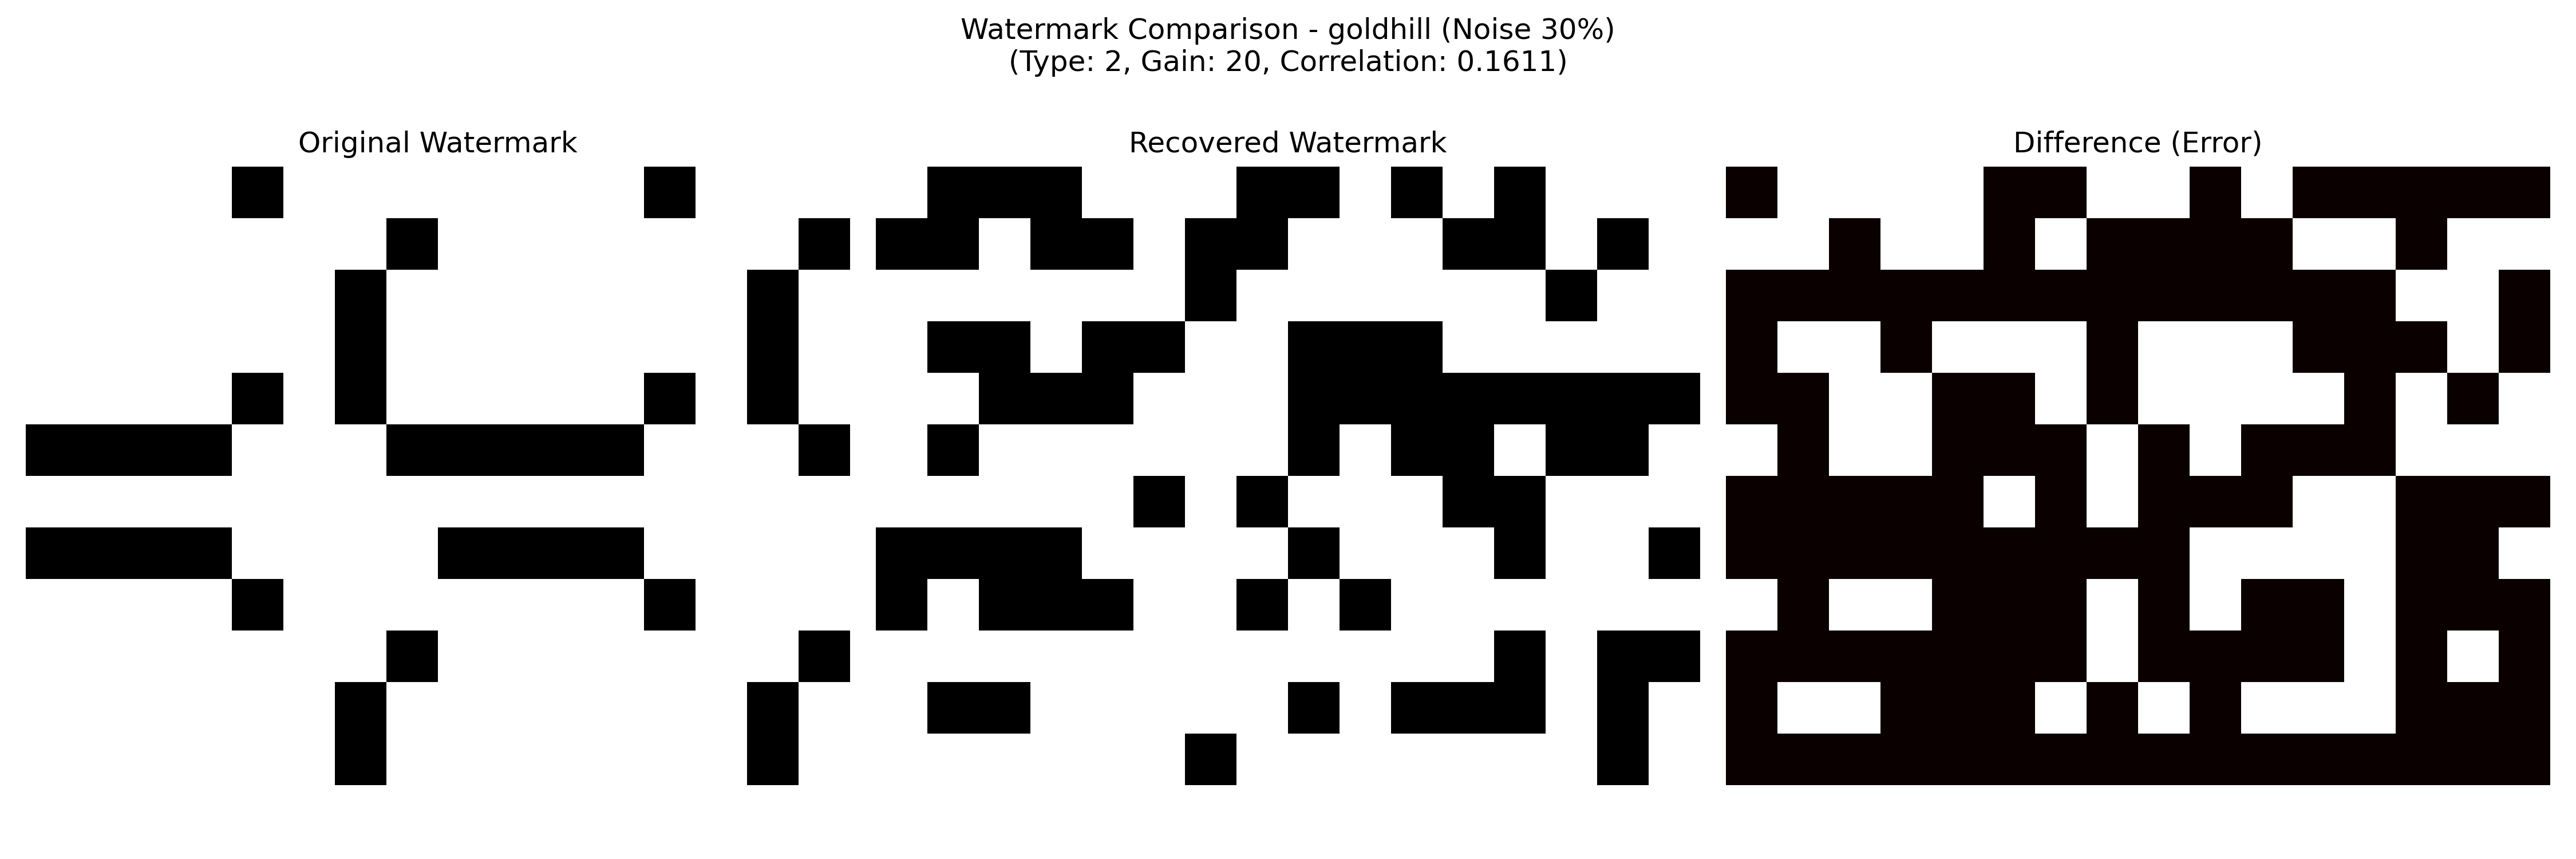 Watermark Comparison - goldhill (Noise 30%)
(Type: 2, Gain: 20, Correlation: 0.1611)
Original Watermark
Recovered Watermark
Difference (Error)